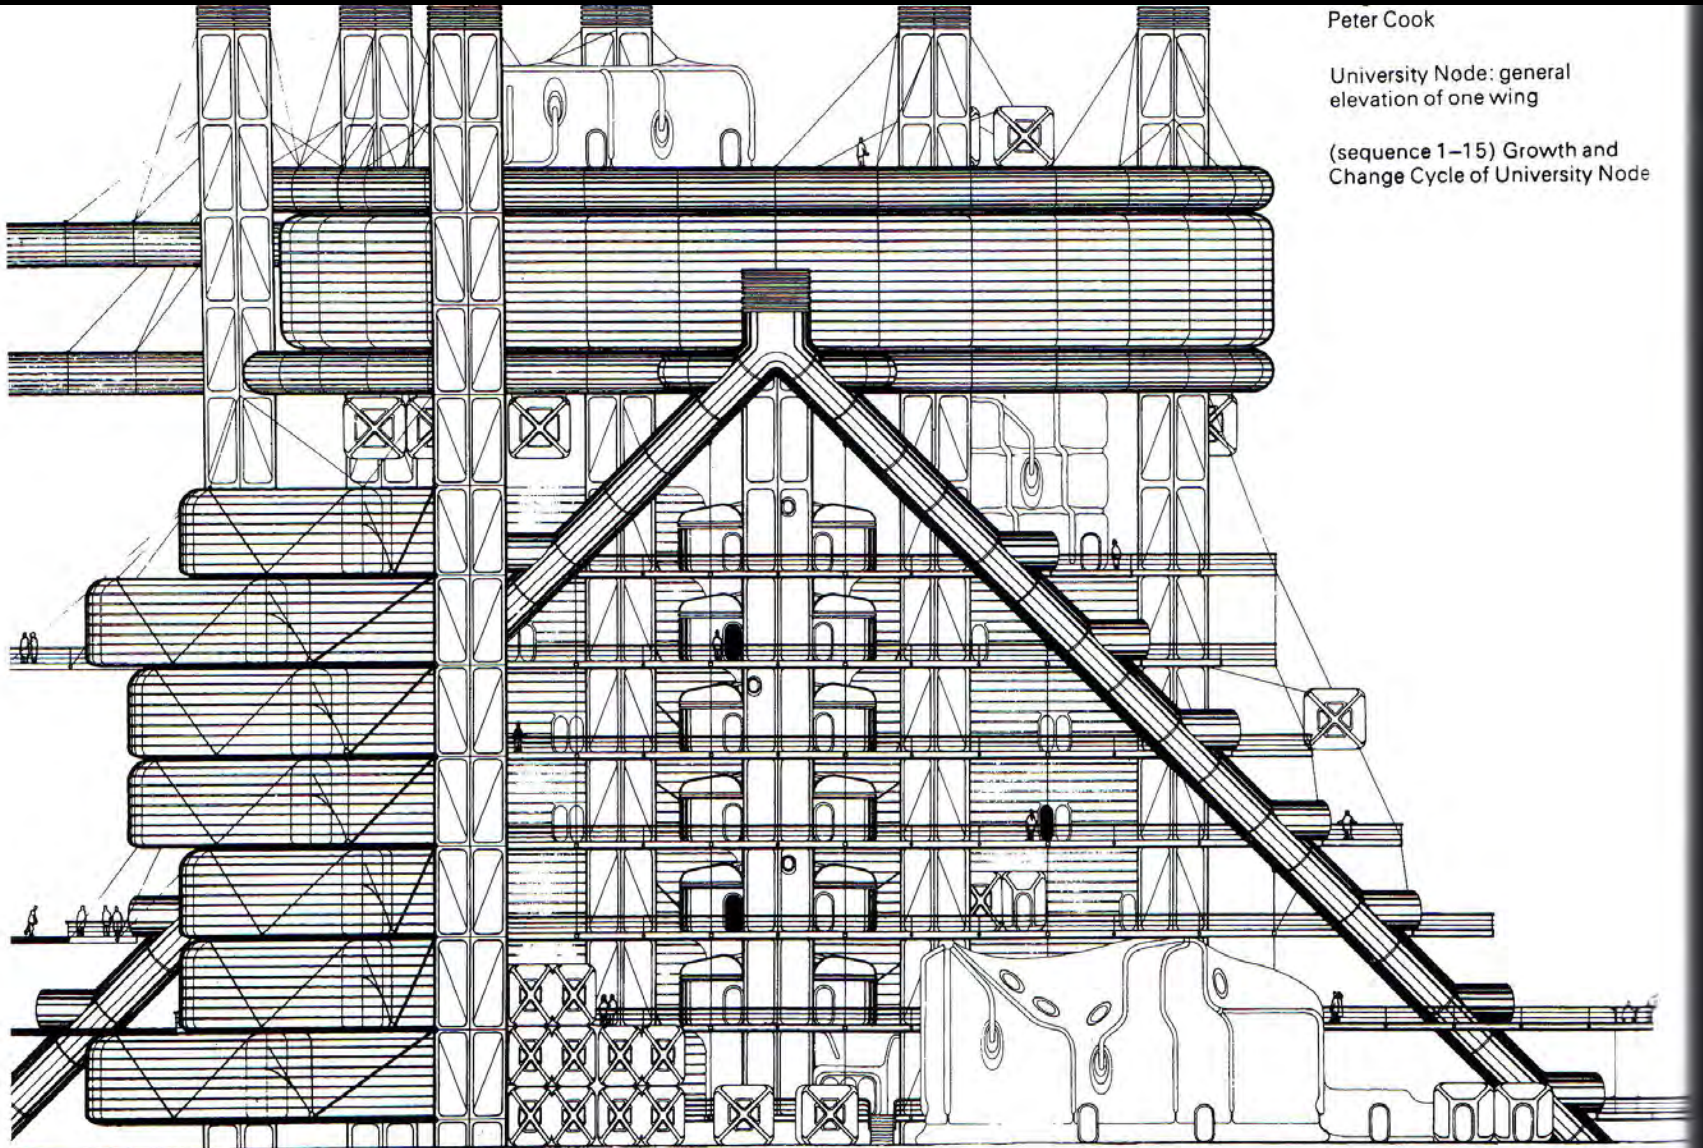 Peter Cook
University Node: general
elevation of one wing
(sequence 1–15) Growth and
Change Cycle of University Node